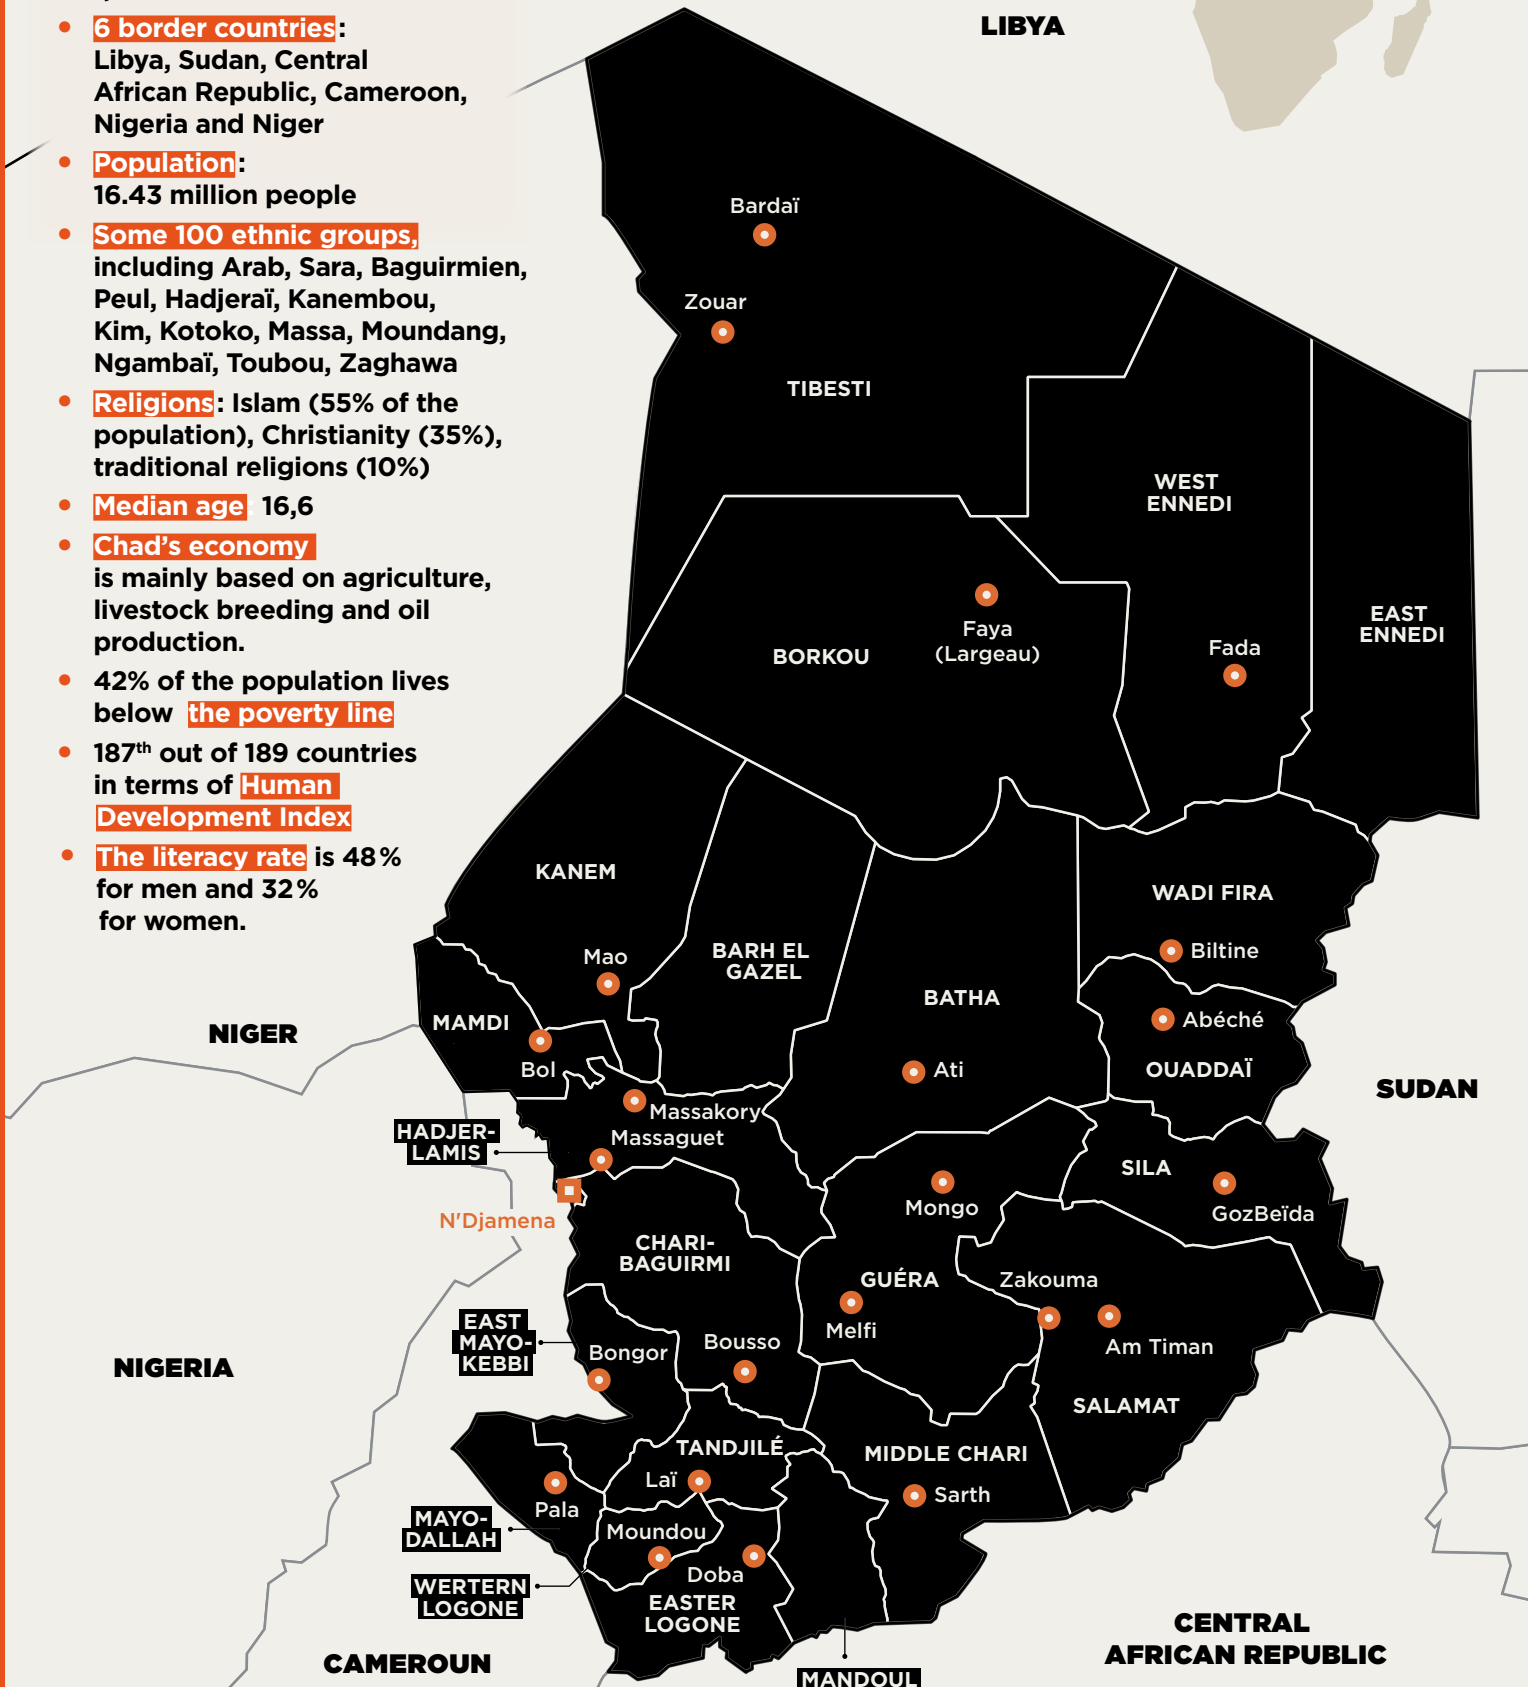 6 border countries:
Libya, Sudan, Central
African Republic, Cameroon,
Nigeria and Niger
Population:
16.43 million people
Some 100 ethnic groups,
including Arab, Sara, Baguirmien,
Peul, Hadjeraï, Kanembou,
Kim, Kotoko, Massa, Moundang,
Ngambaï, Toubou, Zaghawa
Religions: Islam (55% of the
population), Christianity (35%),
traditional religions (10%)
Median age: 16,6
Chad's economy
is mainly based on agriculture,
livestock breeding and oil
production.
42% of the population lives
below the poverty line
187th out of 189 countries
in terms of Human
Development Index
The literacy rate is 48%
for men and 32%
for women.
LIBYA
Bardaï
Zouar
TIBESTI
WEST
ENNEDI
EAST
ENNEDI
Faya
(Largeau)
BORKOU
Fada
KANEM
WADI FIRA
Mao
BARH EL
GAZEL
Biltine
BATHA
NIGER
MAMDI
Abéché
Bol
Ati
OUADDAÏ
SUDAN
Massakory
HADJER-
LAMIS
Massaguet
SILA
Mongo
GozBeïda
N'Djamena
CHARI-
BAGUIRMI
GUÉRA
Zakouma
Melfi
EAST
MAYO-
KEBBI
Bongor
Bousso
Am Timan
NIGERIA
SALAMAT
TANDJILÉ
MIDDLE CHARI
Laï
Sarth
Pala
MAYO-
DALLAH
Moundou
Doba
WERTERN
LOGONE
EASTER
LOGONE
CENTRAL
AFRICAN REPUBLIC
CAMEROUN
MANDOUL